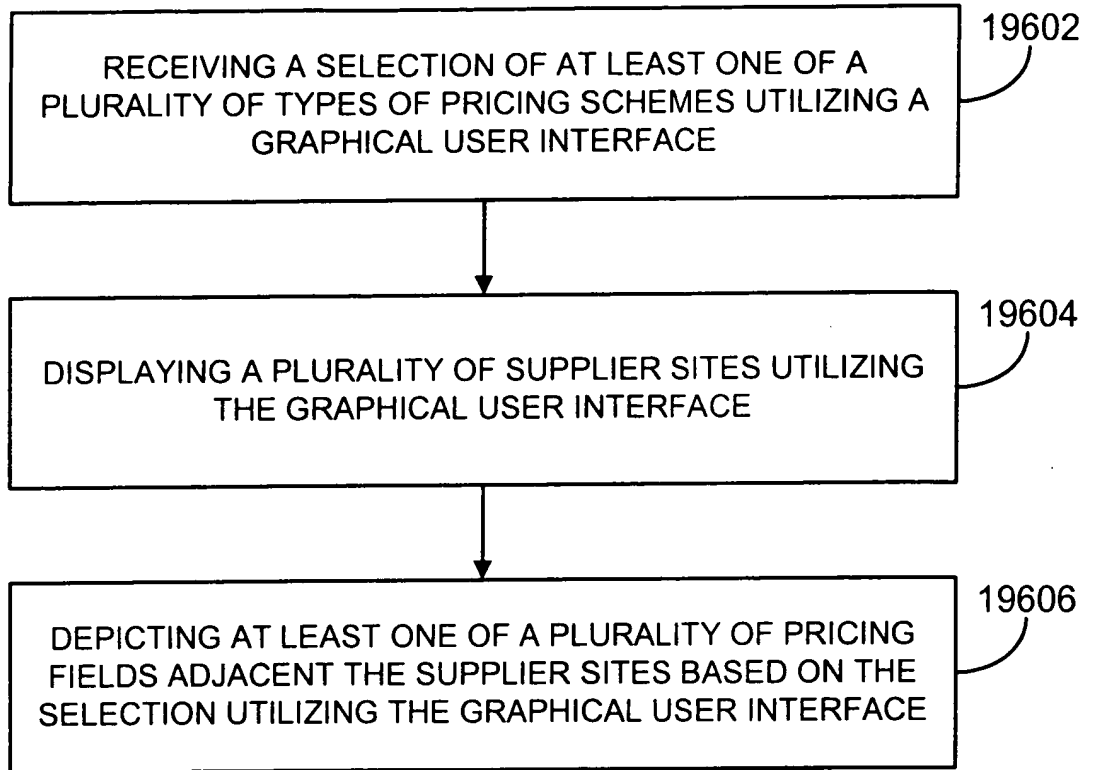 19602
RECEIVING A SELECTION OF AT LEAST ONE OF A
PLURALITY OF TYPES OF PRICING SCHEMES UTILIZING A
GRAPHICAL USER INTERFACE
19604
DISPLAYING A PLURALITY OF SUPPLIER SITES UTILIZING
THE GRAPHICAL USER INTERFACE
19606
DEPICTING AT LEAST ONE OF A PLURALITY OF PRICING
FIELDS ADJACENT THE SUPPLIER SITES BASED ON THE
SELECTION UTILIZING THE GRAPHICAL USER INTERFACE